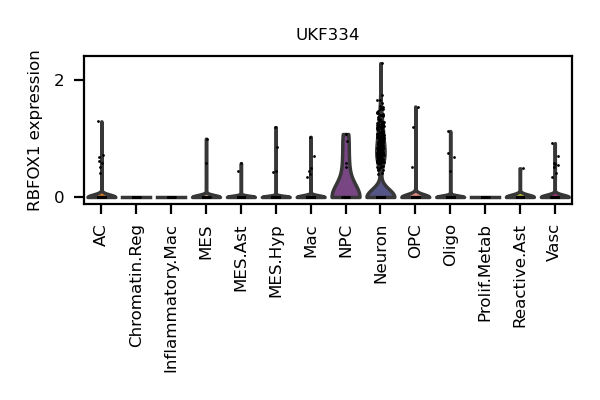 UKF334
RBFOX1 expression
2
0
AC
Chromatin.Reg
Inflammatory.Mac
MES
MES.Ast
MES.Hyp
Mac
NPC
Neuron
OPC
Oligo
Prolif.Metab
Reactive.Ast
Vasc